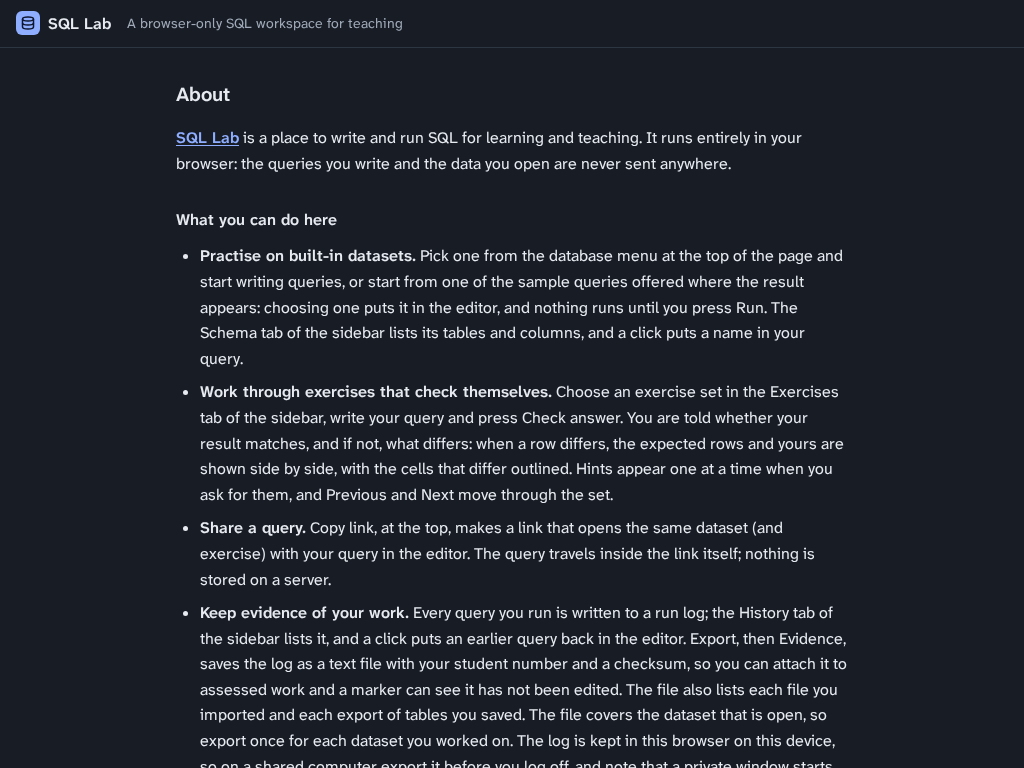 SQL Lab A browser-only SQL workspace for teaching
About
SQL Lab is a place to write and run SQL for learning and teaching. It runs entirely in your
browser: the queries you write and the data you open are never sent anywhere.
What you can do here
Practise on built-in datasets. Pick one from the database menu at the top of the page and
start writing queries, or start from one of the sample queries offered where the result
appears: choosing one puts it in the editor, and nothing runs until you press Run. The
Schema tab of the sidebar lists its tables and columns, and a click puts a name in your
query.
Work through exercises that check themselves. Choose an exercise set in the Exercises
tab of the sidebar, write your query and press Check answer. You are told whether your
result matches, and if not, what differs: when a row differs, the expected rows and yours are
shown side by side, with the cells that differ outlined. Hints appear one at a time when you
ask for them, and Previous and Next move through the set.
Share a query. Copy link, at the top, makes a link that opens the same dataset (and
exercise) with your query in the editor. The query travels inside the link itself; nothing is
stored on a server.
Keep evidence of your work. Every query you run is written to a run log; the History tab of
the sidebar lists it, and a click puts an earlier query back in the editor. Export, then Evidence,
saves the log as a text file with your student number and a checksum, so you can attach it to
assessed work and a marker can see it has not been edited. The file also lists each file you
imported and each export of tables you saved. The file covers the dataset that is open, so
export once for each dataset you worked on. The log is kept in this browser on this device,
so on a shared computer export it before you log off, and note that a private window starts